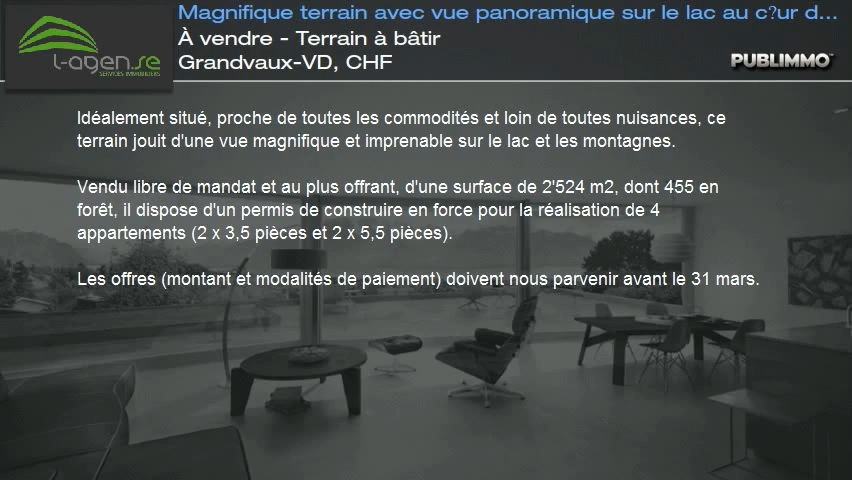 Magnifique terrain avec vue panoramique sur le lac au c?ur d...
À vendre - Terrain à bâtir
Grandvaux-VD, CHF
l-agen.se
SERVICES IMMOBILIERS
PUBLIMMO
Idéalement situé, proche de toutes les commodités et loin de toutes nuisances, ce
terrain jouit d'une vue magnifique et imprenable sur le lac et les montagnes.
Vendu libre de mandat et au plus offrant, d'une surface de 2'524 m2, dont 455 en
forêt, il dispose d'un permis de construire en force pour la réalisation de 4
appartements (2 x 3,5 pièces et 2 x 5,5 pièces).
Les offres (montant et modalités de paiement) doivent nous parvenir avant le 31 mars.